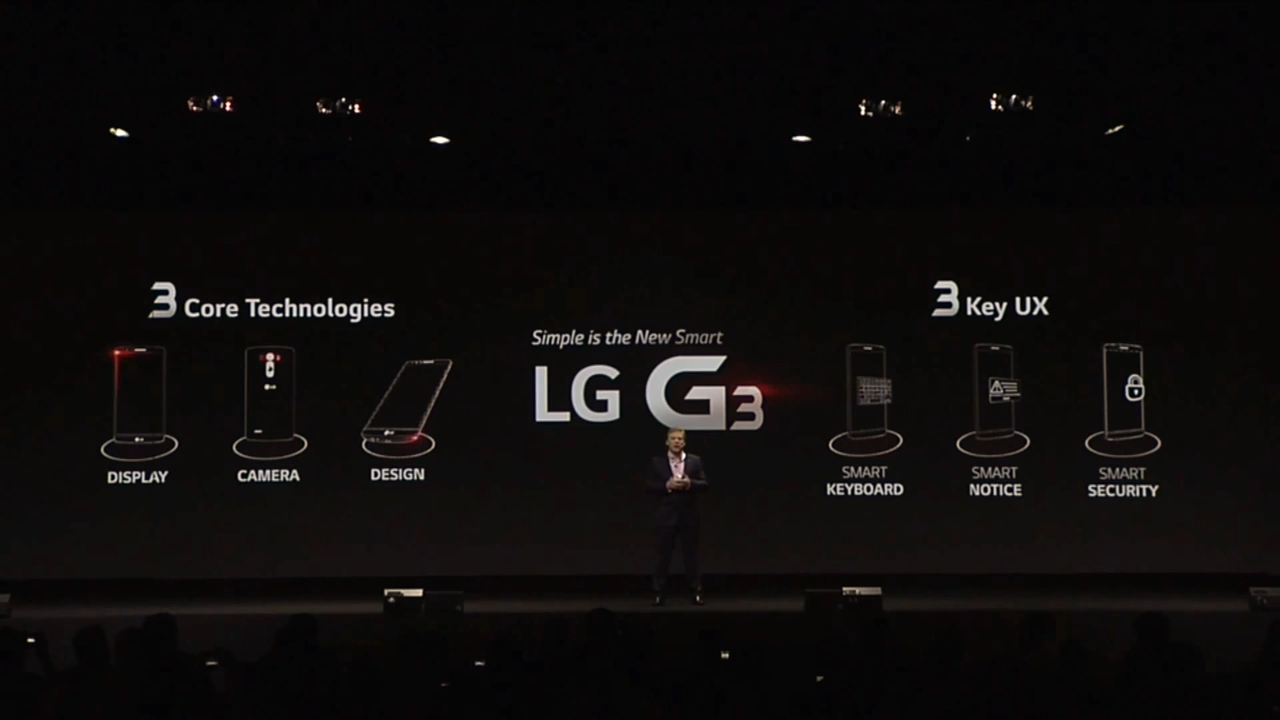 3 Core Technologies
DISPLAY
CAMERA
DESIGN
Simple is the New Smart
LG G3
3 Key UX
SMART
KEYBOARD
SMART
NOTICE
SMART
SECURITY